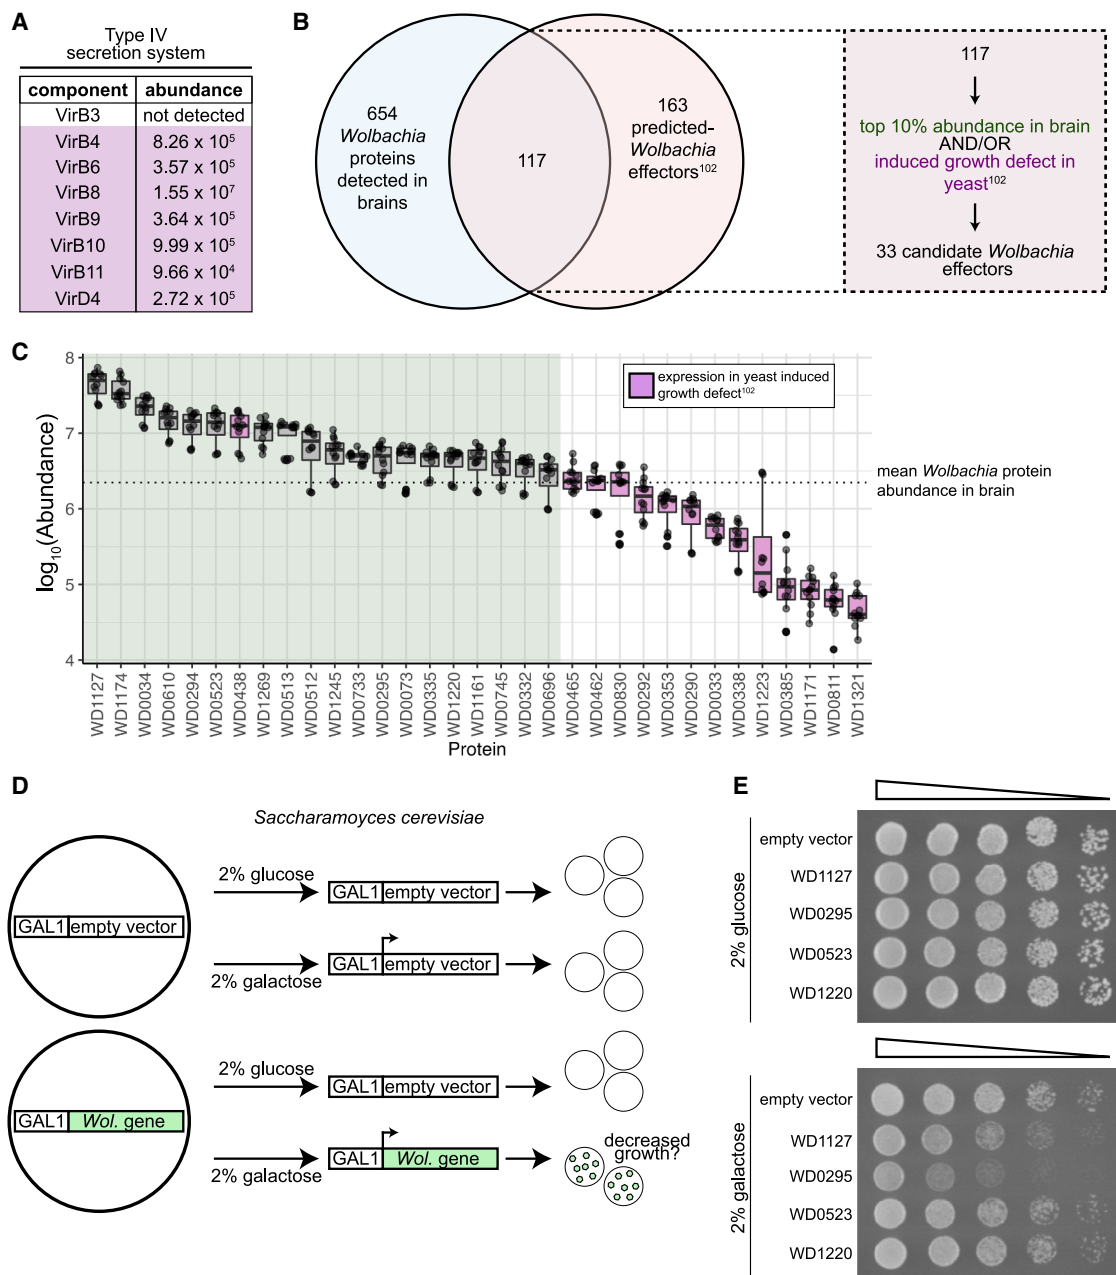 A
Type IV
secretion system
component abundance
VirB3 not detected
VirB4 8.26 x 10⁵
VirB6 3.57 x 10⁵
VirB8 1.55 x 10⁷
VirB9 3.64 x 10⁵
VirB10 9.99 x 10⁵
VirB11 9.66 x 10⁴
VirD4 2.72 x 10⁵
B
654
Wolbachia
proteins
detected in
brains
117
163
predicted-
Wolbachia
effectors¹⁰²
117
top 10% abundance in brain
AND/OR
induced growth defect in
yeast¹⁰²
33 candidate Wolbachia
effectors
C
log₁₀(Abundance)
8
7
6
5
4
expression in yeast induced
growth defect¹⁰²
mean Wolbachia protein
abundance in brain
WD1127
WD1174
WD0034
WD0610
WD0294
WD0523
WD0438
WD1269
WD0513
WD0512
WD1245
WD0733
WD0295
WD0073
WD0335
WD1220
WD1161
WD0745
WD0332
WD0696
WD0465
WD0462
WD0830
WD0292
WD0353
WD0290
WD0033
WD0338
WD1223
WD0385
WD1171
WD0811
WD1321
Protein
D
Saccharamoyces cerevisiae
GAL1 empty vector
2% glucose
GAL1 empty vector
2% galactose
GAL1 empty vector
GAL1 Wol. gene
2% glucose
GAL1 empty vector
2% galactose
GAL1 Wol. gene
decreased
growth?
E
2% glucose
empty vector
WD1127
WD0295
WD0523
WD1220
2% galactose
empty vector
WD1127
WD0295
WD0523
WD1220